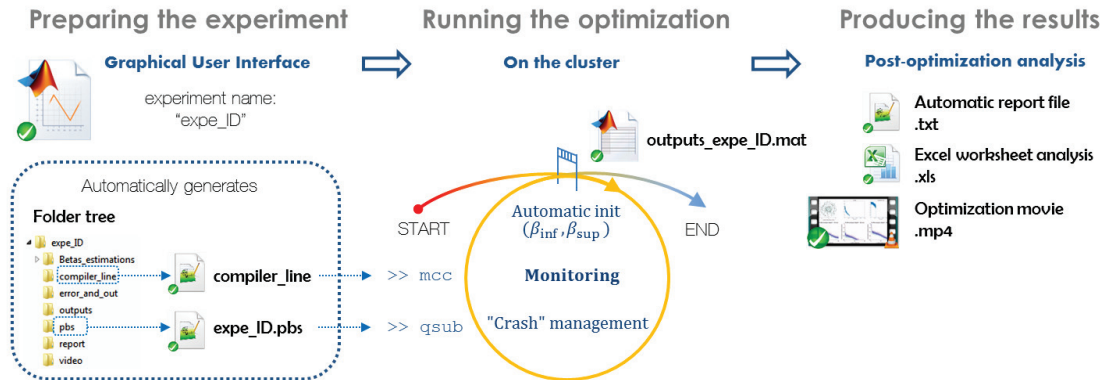 Preparing the experiment
Graphical User Interface
experiment name:
“expe_ID”
Automatically generates
Folder tree
expe_ID
Betas_estimations
compiler_line
error_and_out
outputs
pbs
report
video
compiler_line
expe_ID.pbs
Running the optimization
On the cluster
outputs_expe_ID.mat
START
END
Automatic init
(βinf ,βsup )
>> mcc
Monitoring
>> qsub
"Crash" management
Producing the results
Post-optimization analysis
Automatic report file
.txt
Excel worksheet analysis
.xls
Optimization movie
.mp4